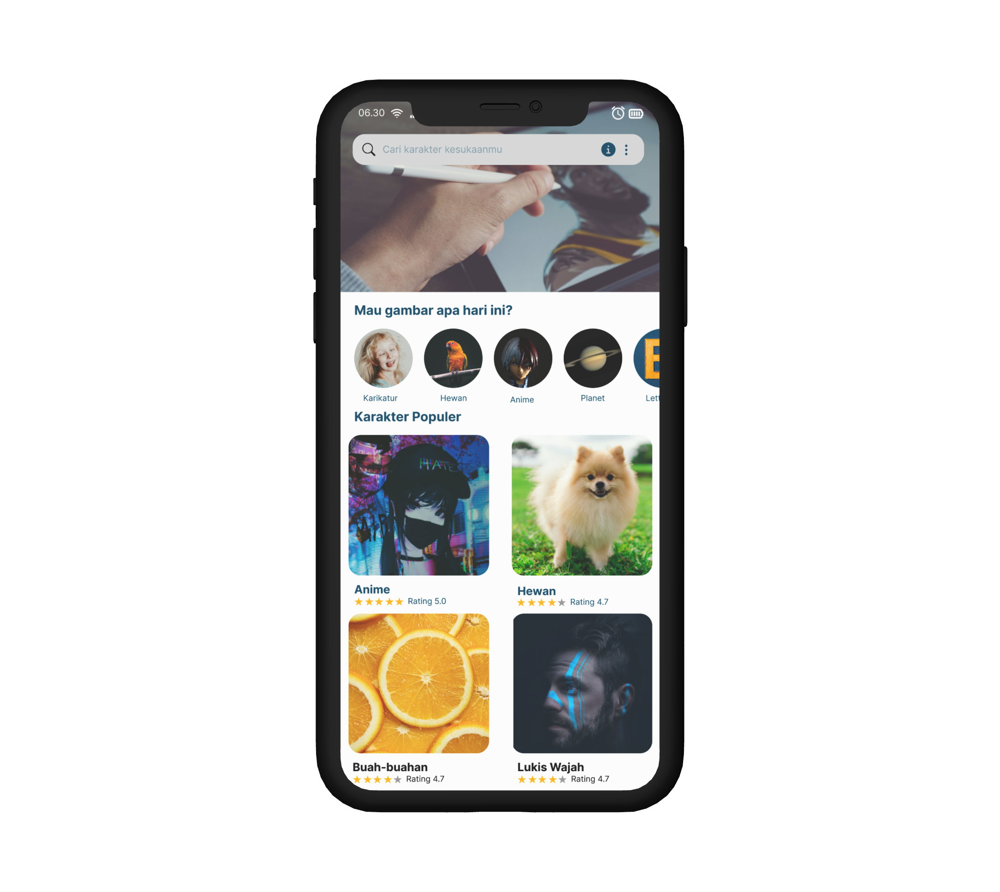 06.30
Cari karakter kesukaanmu
Mau gambar apa hari ini?
Karikatur Hewan Anime Planet Lett
Karakter Populer
HATE
Anime Hewan
Rating 5.0 Rating 4.7
Buah-buahan Lukis Wajah
Rating 4.7 Rating 4.7